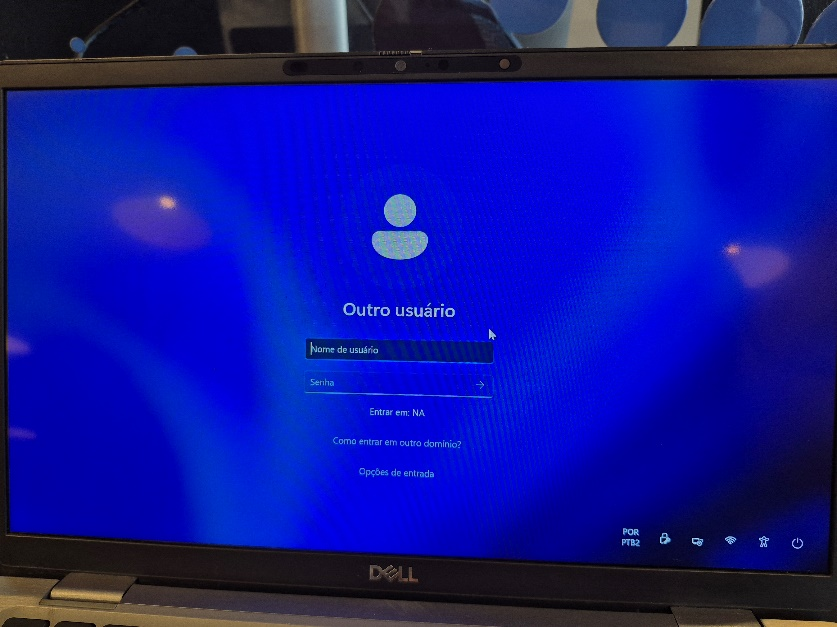 Outro usuário
Nome de usuário
Senha
Entrar em: NA
Como entrar em outro domínio?
Opções de entrada
POR
PTB2
DELL